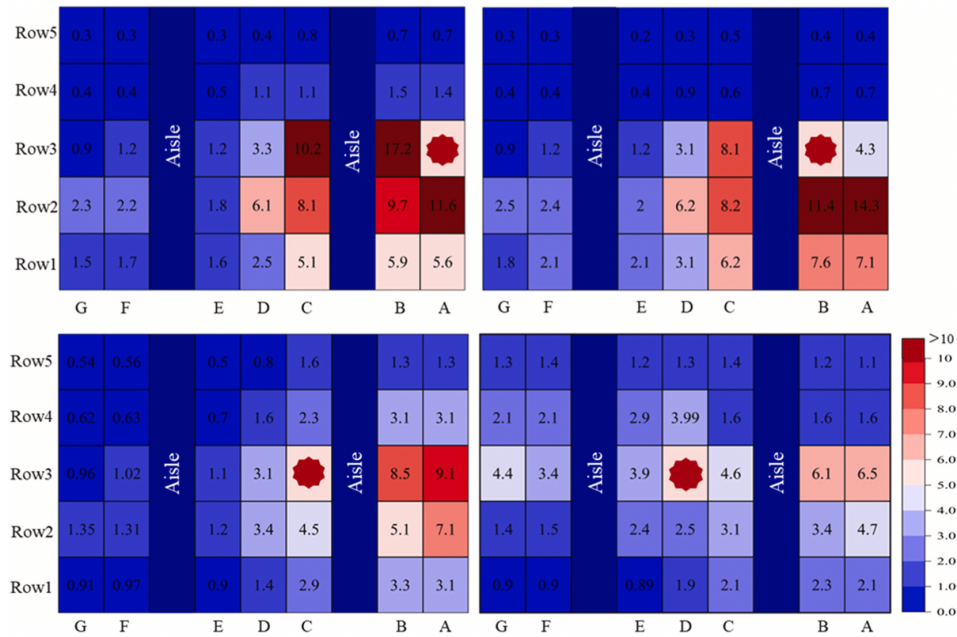 Row5 0.3 0.3 0.3 0.4 0.8 0.7 0.7
Row4 0.4 0.4 0.5 1.1 1.1 1.5 1.4
Row3 0.9 1.2 Aisle 1.2 3.3 10.2 Aisle 17.2
Row2 2.3 2.2 1.8 6.1 8.1 9.7 11.6
Row1 1.5 1.7 1.6 2.5 5.1 5.9 5.6
G F E D C B A
0.3 0.3 0.2 0.3 0.5 0.4 0.4
0.4 0.4 0.4 0.9 0.6 0.7 0.7
0.9 1.2 Aisle 1.2 3.1 8.1 Aisle 4.3
2.5 2.4 2 6.2 8.2 11.4 14.3
1.8 2.1 2.1 3.1 6.2 7.6 7.1
G F E D C B A
Row5 0.54 0.56 0.5 0.8 1.6 1.3 1.3
Row4 0.62 0.63 0.7 1.6 2.3 3.1 3.1
Row3 0.96 1.02 Aisle 1.1 3.1 Aisle 8.5 9.1
Row2 1.35 1.31 1.2 3.4 4.5 5.1 7.1
Row1 0.91 0.97 0.9 1.4 2.9 3.3 3.1
G F E D C B A
1.3 1.4 1.2 1.3 1.4 1.2 1.1
2.1 2.1 2.9 3.99 1.6 1.6 1.6
4.4 3.4 Aisle 3.9 4.6 Aisle 6.1 6.5
1.4 1.5 2.4 2.5 3.1 3.4 4.7
0.9 0.9 0.89 1.9 2.1 2.3 2.1
G F E D C B A
>10
10
9.0
8.0
7.0
6.0
5.0
4.0
3.0
2.0
1.0
0.0